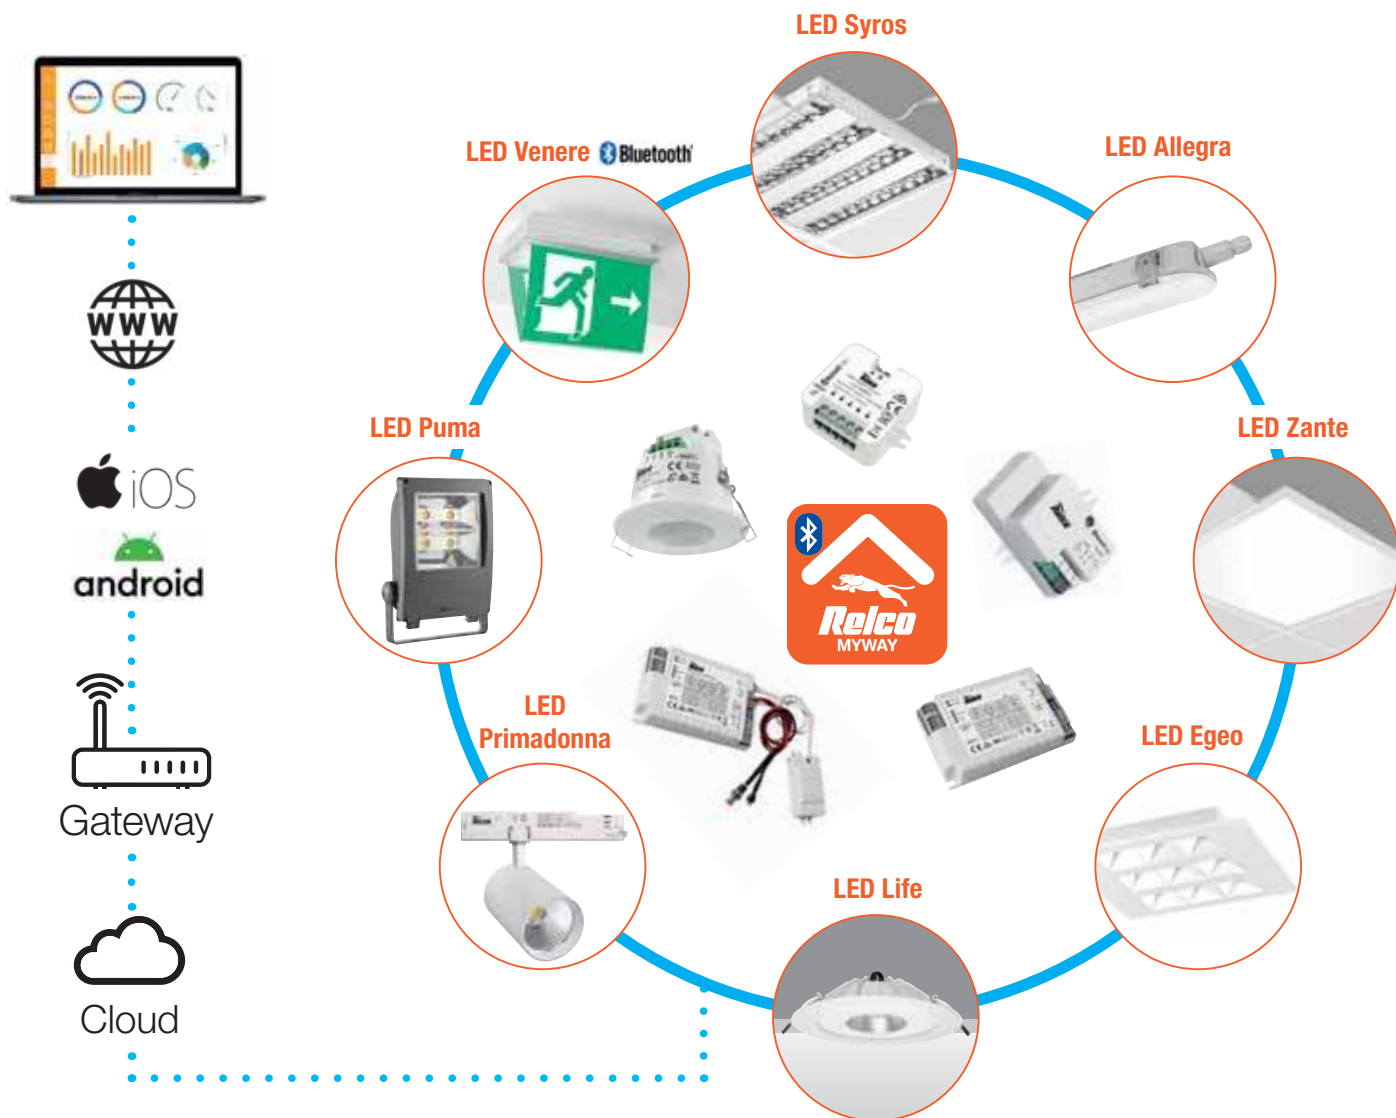 LED Syros
LED Venere Bluetooth
LED Allegra
WWW
LED Puma
LED Zante
iOS
android
Relco
MYWAY
LED
Primadonna
LED Egeo
Gateway
LED Life
Cloud